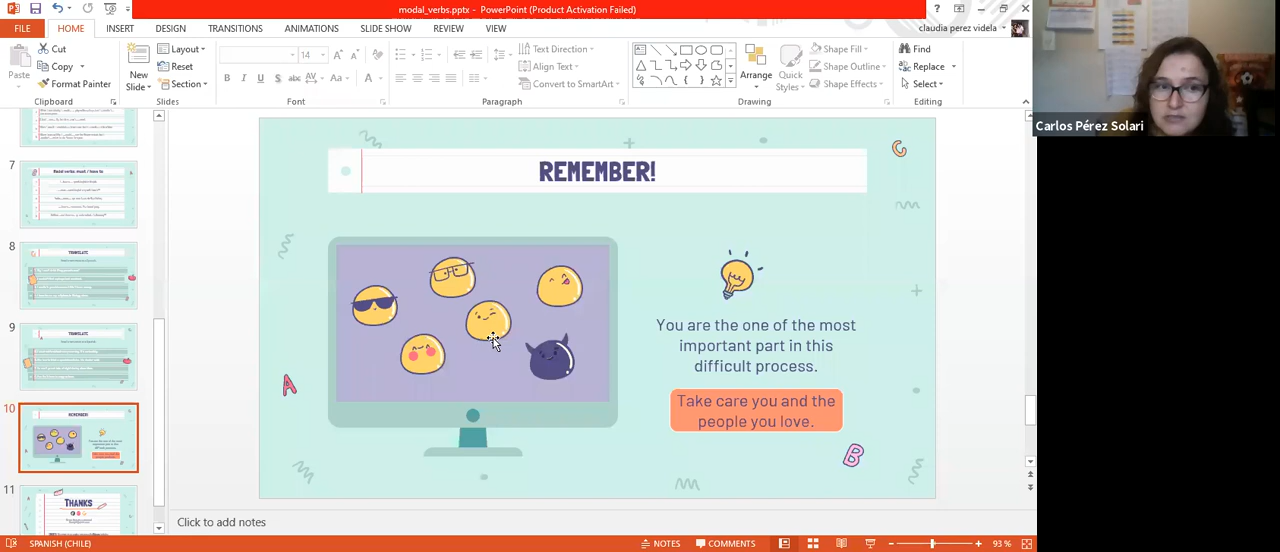 modal_verbs.pptx - PowerPoint (Product Activation Failed)
FILE HOME INSERT DESIGN TRANSITIONS ANIMATIONS SLIDE SHOW REVIEW VIEW
claudia perez videla
Paste
Cut
Copy
Format Painter
Clipboard
New Slide
Layout
Reset
Section
Slides
14
Font
Text Direction
Align Text
Convert to SmartArt
Paragraph
Arrange
Quick Styles
Shape Fill
Shape Outline
Shape Effects
Drawing
Find
Replace
Select
Editing
Carlos Pérez Solari
7
8
TRANSLATE
9
TRANSLATE
10
REMEMBER!
11
THANKS
REMEMBER!
You are the one of the most
important part in this
difficult process.
Take care you and the
people you love.
A
B
C
Click to add notes
SPANISH (CHILE)
NOTES
COMMENTS
93 %